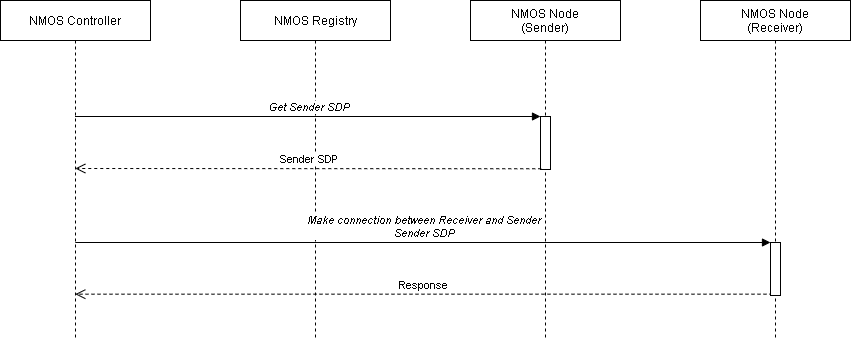 NMOS Controller
NMOS Registry
NMOS Node
(Sender)
NMOS Node
(Receiver)
Get Sender SDP
Sender SDP
Make connection between Receiver and Sender
Sender SDP
Response